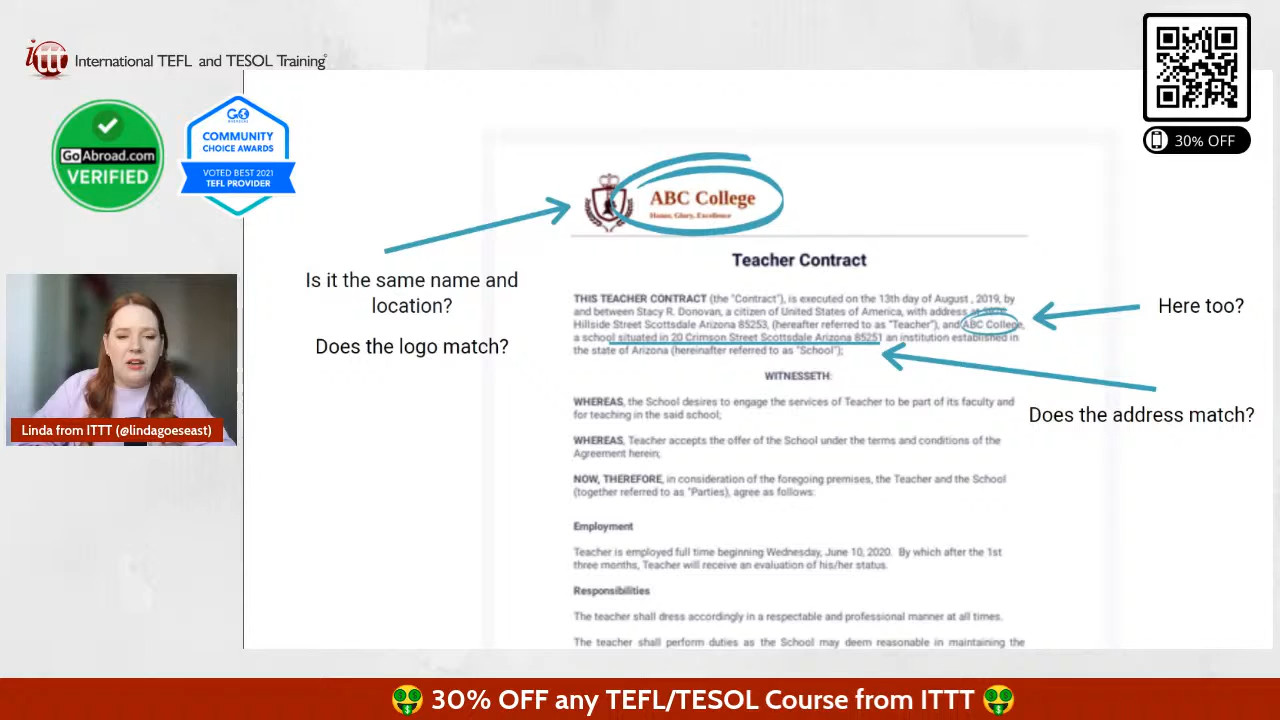 ittt International TEFL and TESOL Training
30% OFF
GoAbroad.com
VERIFIED
GO
OVERSEAS
COMMUNITY
CHOICE AWARDS
VOTED BEST 2021
TEFL PROVIDER
ABC College
Honor, Glory, Excellence
Is it the same name and
location?
Does the logo match?
Here too?
Does the address match?
Teacher Contract
THIS TEACHER CONTRACT (the "Contract"), is executed on the 13th day of August , 2019, by
and between Stacy R. Donovan, a citizen of United States of America, with address at
Hillside Street Scottsdale Arizona 85253, (hereafter referred to as "Teacher"), and ABC College,
a school situated in 20 Crimson Street Scottsdale Arizona 85251 an institution established in
the state of Arizona (hereinafter referred to as "School");
WITNESSETH:
WHEREAS, the School desires to engage the services of Teacher to be part of its faculty and
for teaching in the said school;
WHEREAS, Teacher accepts the offer of the School under the terms and conditions of the
Agreement herein;
NOW, THEREFORE, in consideration of the foregoing premises, the Teacher and the School
(together referred to as "Parties), agree as follows:
Employment
Teacher is employed full time beginning Wednesday, June 10, 2020. By which after the 1st
three months, Teacher will receive an evaluation of his/her status.
Responsibilities
The teacher shall dress accordingly in a respectable and professional manner at all times.
The teacher shall perform duties as the School may deem reasonable in maintaining the
Linda from ITTT (@lindagoeseast)
🤑 30% OFF any TEFL/TESOL Course from ITTT 🤑